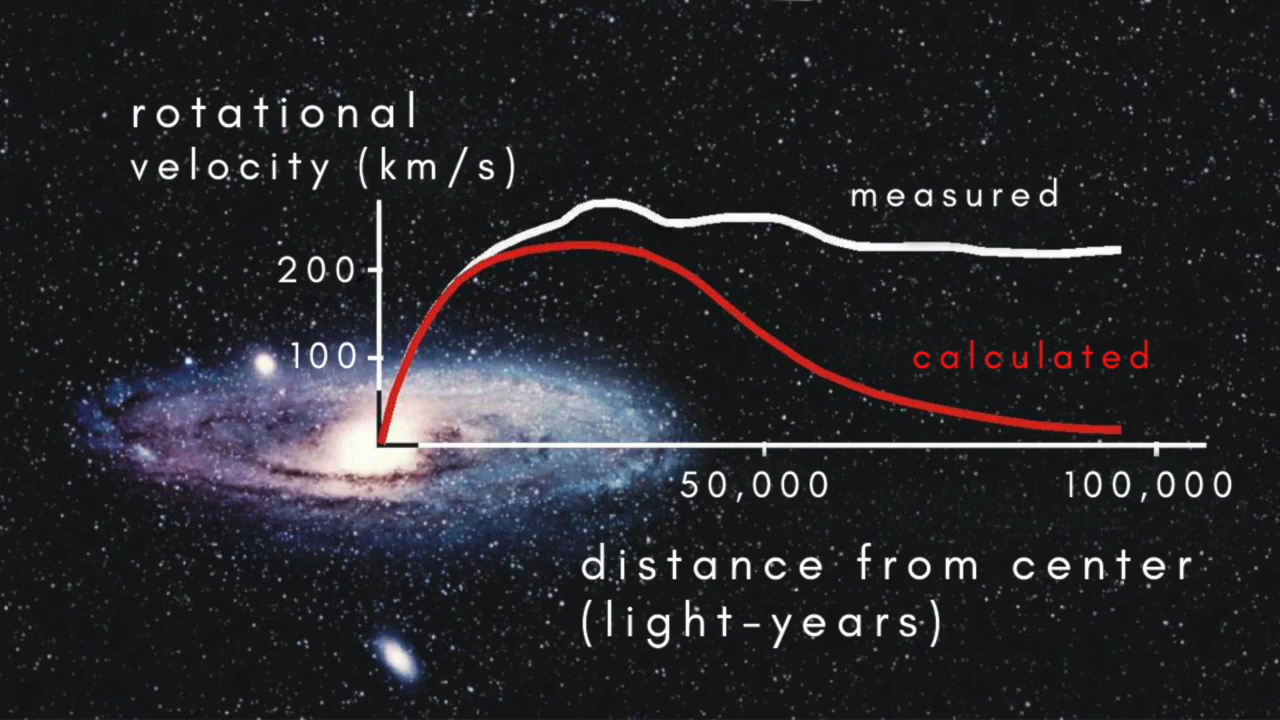 rotational
velocity (km/s)
measured
200
100
calculated
50,000
100,000
distance from center
(light-years)